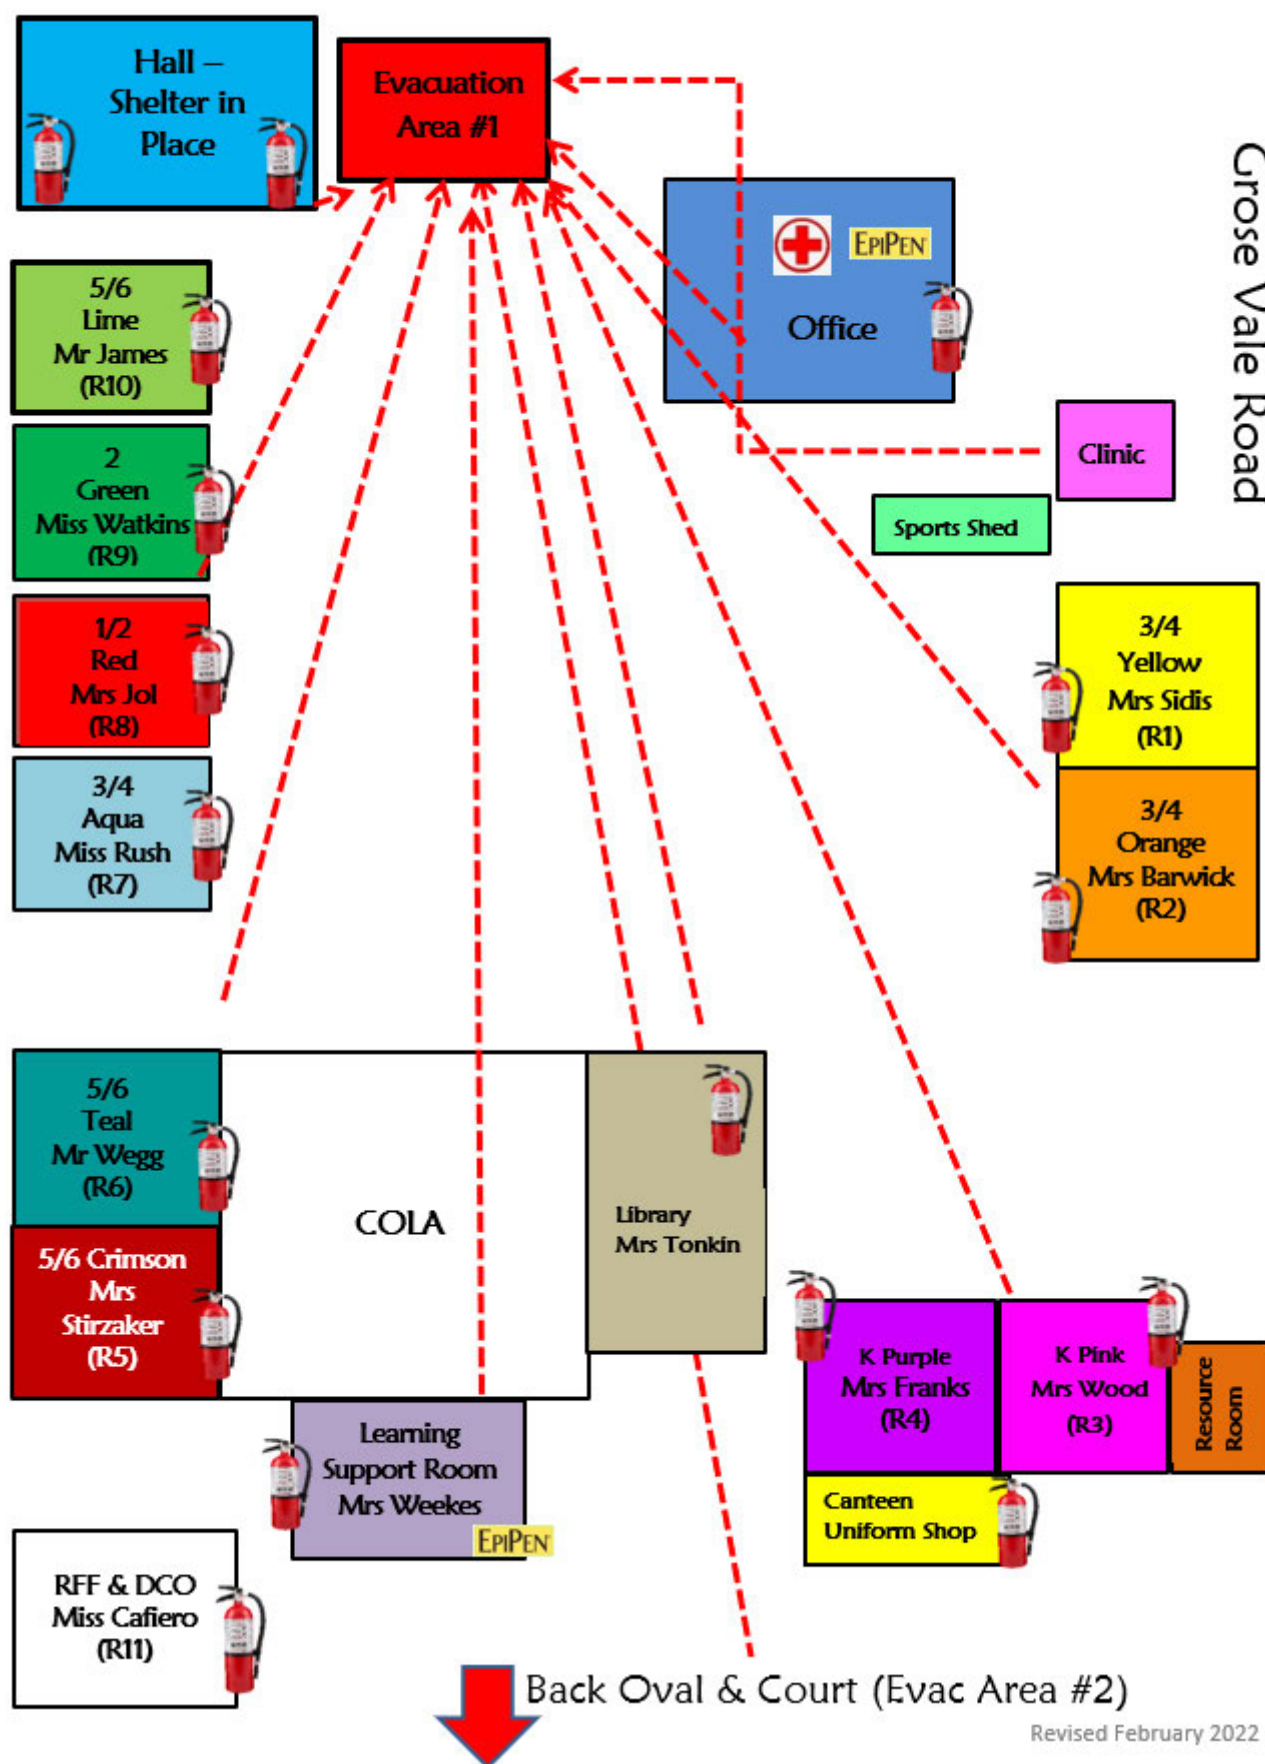 Hall –
Shelter in
Place
Evacuation
Area #1
Grose Vale Road
EPIPEN
Office
5/6
Lime
Mr James
(R10)
Clinic
2
Green
Miss Watkins
(R9)
Sports Shed
1/2
Red
Mrs Jol
(R8)
3/4
Yellow
Mrs Sidis
(R1)
3/4
Aqua
Miss Rush
(R7)
3/4
Orange
Mrs Barwick
(R2)
5/6
Teal
Mr Wegg
(R6)
COLA
Library
Mrs Tonkin
5/6 Crimson
Mrs
Stirzaker
(R5)
K Purple
Mrs Franks
(R4)
K Pink
Mrs Wood
(R3)
Resource
Room
Learning
Support Room
Mrs Weekes
EPIPEN
Canteen
Uniform Shop
RFF & DCO
Miss Cafiero
(R11)
Back Oval & Court (Evac Area #2)
Revised February 2022